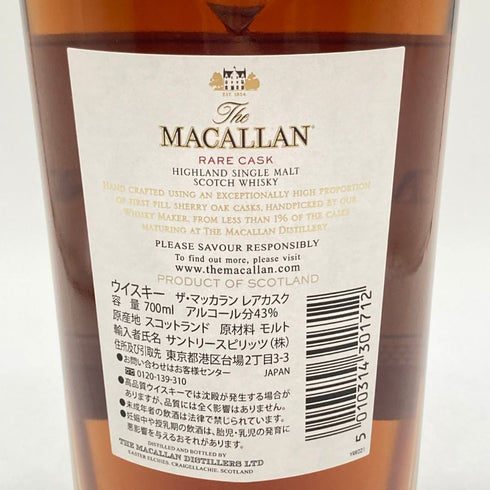 EST. 1824
The
MACALLAN®
RARE CASK
HIGHLAND SINGLE MALT
SCOTCH WHISKY
HAND CRAFTED USING AN EXCEPTIONALLY HIGH PROPORTION
OF FIRST FILL SHERRY OAK CASKS, HANDPICKED BY OUR
WHISKY MAKER, FROM LESS THAN 1% OF THE CASKS
MATURING AT THE MACALLAN DISTILLERY.
PLEASE SAVOUR RESPONSIBLY
TO FIND OUT MORE VISIT
www.themacallan.com
PRODUCT OF SCOTLAND
ウイスキー ザ・マッカラン レアカスク
容量 700ml アルコール分43%
原産地 スコットランド 原材料 モルト
輸入者氏名 サントリースピリッツ(株)
住所及び引取先 東京都港区台場2丁目3-3
●お問い合わせはお客様センター JAPAN
0120-139-310
●高品質ウイスキーでは沈殿が発生する場合が
ありますが、品質には全く影響はありません。
●未成年者の飲酒は法律で禁じられています。
●妊娠中や授乳期の飲酒は、胎児・乳児の発育に
悪影響を与えるおそれがあります。
5 010314 301712
YW021
DISTILLED AND BOTTLED BY
THE MACALLAN DISTILLERS LTD
EASTER ELCHIES, CRAIGELLACHIE, SCOTLAND